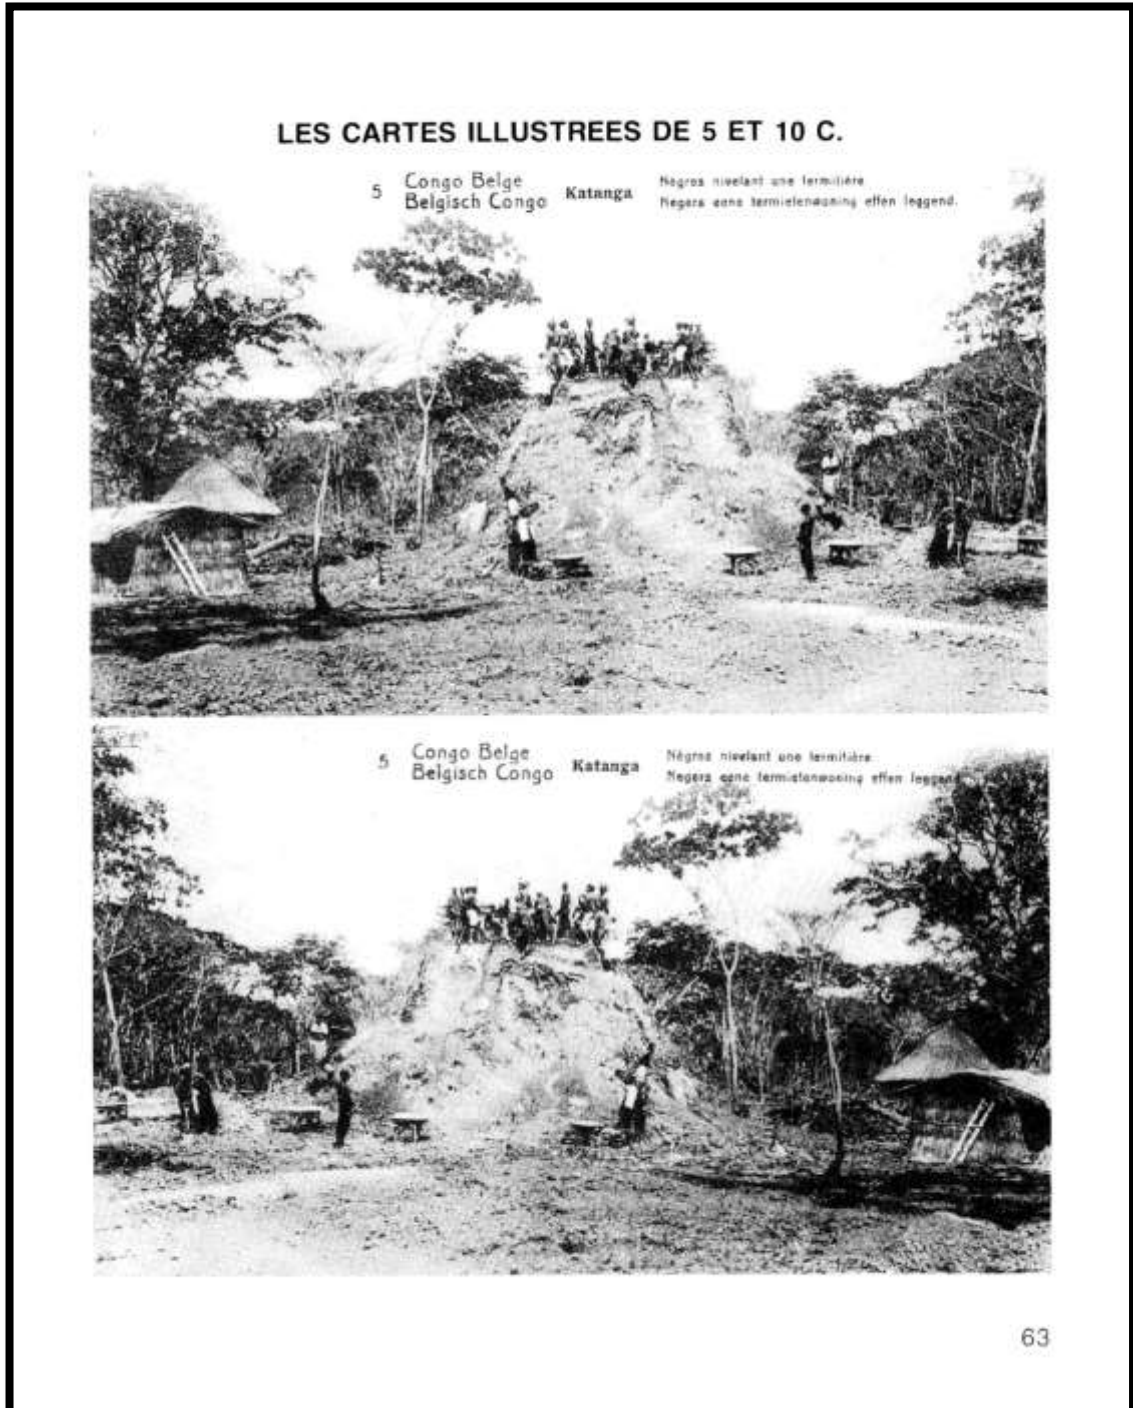 LES CARTES ILLUSTREES DE 5 ET 10 C.
5 Congo Belge
Belgisch Congo
Katanga
Nègres nivelant une termitière
Negers eene termietenwoning effen leggend.
5 Congo Belge
Belgisch Congo
Katanga
Nègres nivelant une termitière
Negers eene termietenwoning effen leggend
63